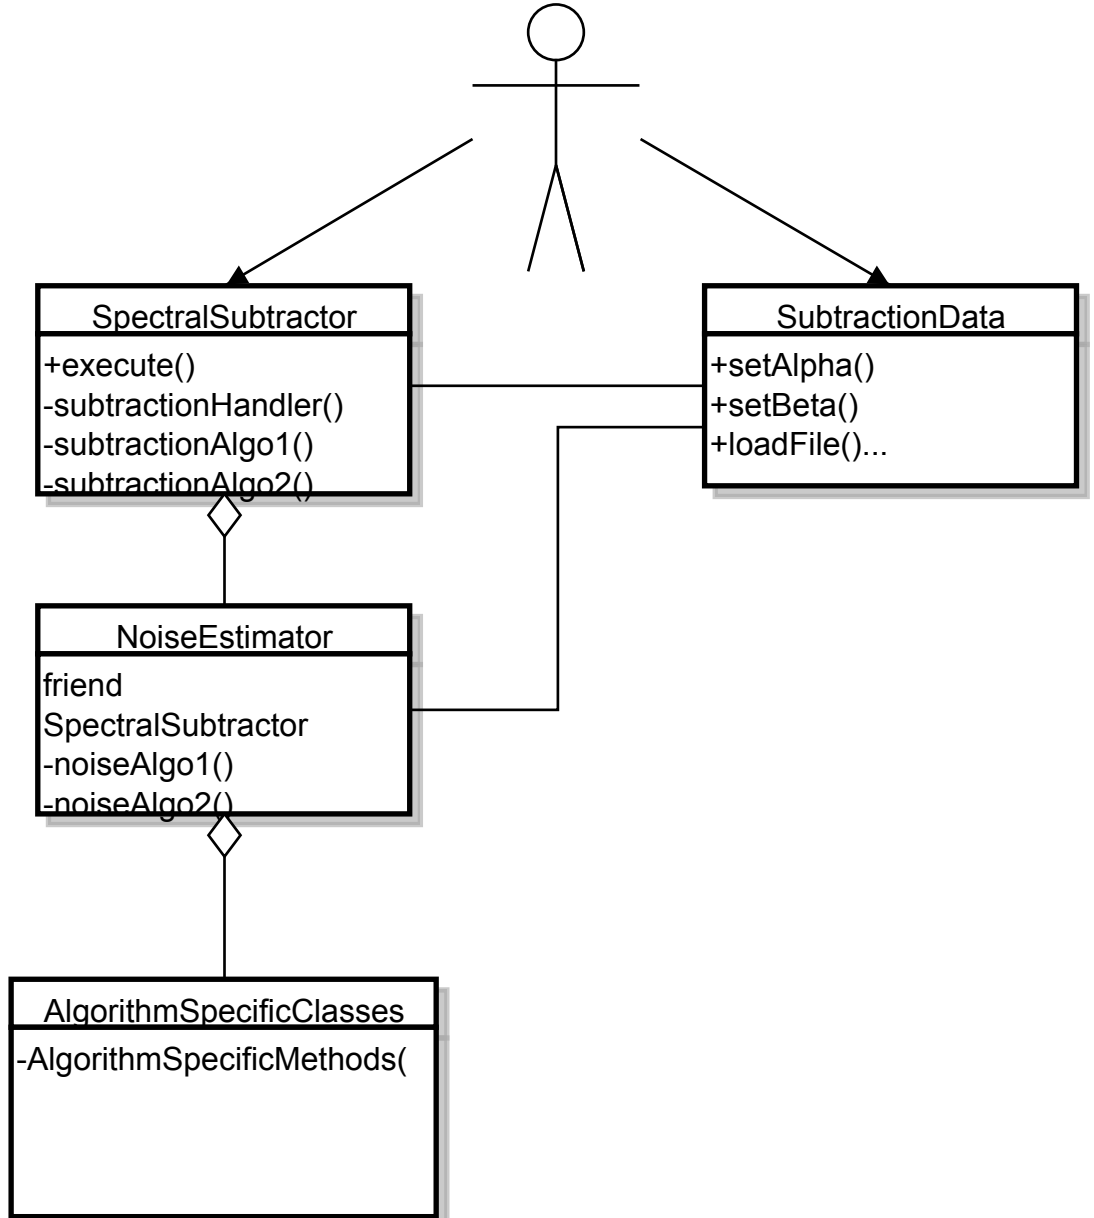 SpectralSubtractor
+execute()
-subtractionHandler()
-subtractionAlgo1()
-subtractionAlgo2()
SubtractionData
+setAlpha()
+setBeta()
+loadFile()...
NoiseEstimator
friend
SpectralSubtractor
-noiseAlgo1()
-noiseAlgo2()
AlgorithmSpecificClasses
-AlgorithmSpecificMethods(